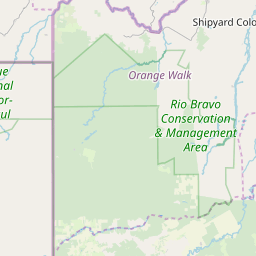 Shipyard Colo
Orange Walk
ue
nal
or-
ul
Rio Bravo
Conservation
& Management
Area